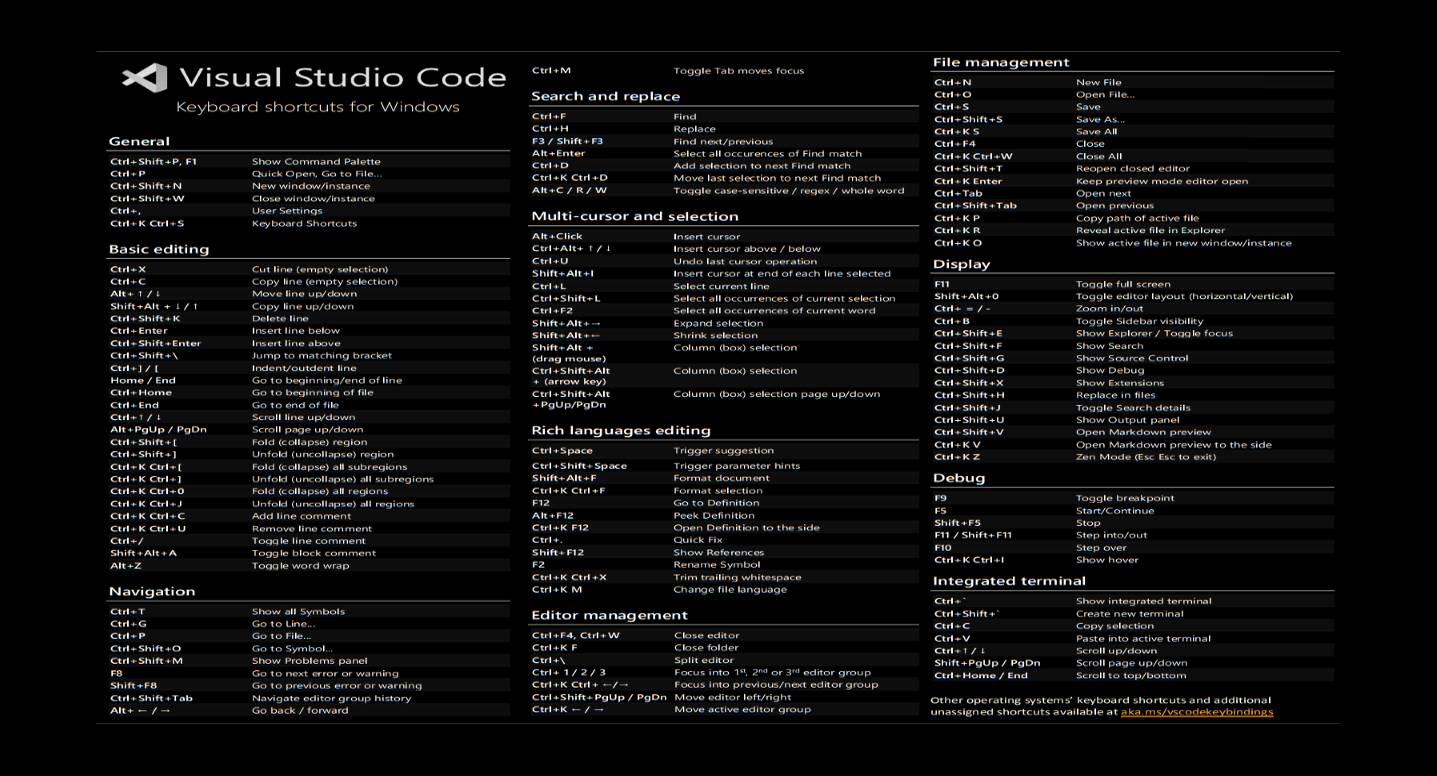 Visual Studio Code
Keyboard shortcuts for Windows
General
Ctrl+Shift+P, F1 Show Command Palette
Ctrl+P Quick Open, Go to File...
Ctrl+Shift+N New window/instance
Ctrl+Shift+W Close window/instance
Ctrl+, User Settings
Ctrl+K Ctrl+S Keyboard Shortcuts
Basic editing
Ctrl+X Cut line (empty selection)
Ctrl+C Copy line (empty selection)
Alt+ ↑ / ↓ Move line up/down
Shift+Alt + ↓ / ↑ Copy line up/down
Ctrl+Shift+K Delete line
Ctrl+Enter Insert line below
Ctrl+Shift+Enter Insert line above
Ctrl+Shift+\ Jump to matching bracket
Ctrl+] / [ Indent/outdent line
Home / End Go to beginning/end of line
Ctrl+Home Go to beginning of file
Ctrl+End Go to end of file
Ctrl+↑ / ↓ Scroll line up/down
Alt+PgUp / PgDn Scroll page up/down
Ctrl+Shift+[ Fold (collapse) region
Ctrl+Shift+] Unfold (uncollapse) region
Ctrl+K Ctrl+[ Fold (collapse) all subregions
Ctrl+K Ctrl+] Unfold (uncollapse) all subregions
Ctrl+K Ctrl+0 Fold (collapse) all regions
Ctrl+K Ctrl+J Unfold (uncollapse) all regions
Ctrl+K Ctrl+C Add line comment
Ctrl+K Ctrl+U Remove line comment
Ctrl+/ Toggle line comment
Shift+Alt+A Toggle block comment
Alt+Z Toggle word wrap
Navigation
Ctrl+T Show all Symbols
Ctrl+G Go to Line...
Ctrl+P Go to File...
Ctrl+Shift+O Go to Symbol...
Ctrl+Shift+M Show Problems panel
F8 Go to next error or warning
Shift+F8 Go to previous error or warning
Ctrl+Shift+Tab Navigate editor group history
Alt+ ← / → Go back / forward
Ctrl+M Toggle Tab moves focus
Search and replace
Ctrl+F Find
Ctrl+H Replace
F3 / Shift+F3 Find next/previous
Alt+Enter Select all occurences of Find match
Ctrl+D Add selection to next Find match
Ctrl+K Ctrl+D Move last selection to next Find match
Alt+C / R / W Toggle case-sensitive / regex / whole word
Multi-cursor and selection
Alt+Click Insert cursor
Ctrl+Alt+ ↑ / ↓ Insert cursor above / below
Ctrl+U Undo last cursor operation
Shift+Alt+I Insert cursor at end of each line selected
Ctrl+L Select current line
Ctrl+Shift+L Select all occurrences of current selection
Ctrl+F2 Select all occurrences of current word
Shift+Alt+→ Expand selection
Shift+Alt+← Shrink selection
Shift+Alt + Column (box) selection
(drag mouse)
Ctrl+Shift+Alt Column (box) selection
+ (arrow key)
Ctrl+Shift+Alt Column (box) selection page up/down
+PgUp/PgDn
Rich languages editing
Ctrl+Space Trigger suggestion
Ctrl+Shift+Space Trigger parameter hints
Shift+Alt+F Format document
Ctrl+K Ctrl+F Format selection
F12 Go to Definition
Alt+F12 Peek Definition
Ctrl+K F12 Open Definition to the side
Ctrl+. Quick Fix
Shift+F12 Show References
F2 Rename Symbol
Ctrl+K Ctrl+X Trim trailing whitespace
Ctrl+K M Change file language
Editor management
Ctrl+F4, Ctrl+W Close editor
Ctrl+K F Close folder
Ctrl+\ Split editor
Ctrl+ 1 / 2 / 3 Focus into 1st, 2nd or 3rd editor group
Ctrl+K Ctrl+ ←/→ Focus into previous/next editor group
Ctrl+Shift+PgUp / PgDn Move editor left/right
Ctrl+K ← / → Move active editor group
File management
Ctrl+N New File
Ctrl+O Open File...
Ctrl+S Save
Ctrl+Shift+S Save As...
Ctrl+K S Save All
Ctrl+F4 Close
Ctrl+K Ctrl+W Close All
Ctrl+Shift+T Reopen closed editor
Ctrl+K Enter Keep preview mode editor open
Ctrl+Tab Open next
Ctrl+Shift+Tab Open previous
Ctrl+K P Copy path of active file
Ctrl+K R Reveal active file in Explorer
Ctrl+K O Show active file in new window/instance
Display
F11 Toggle full screen
Shift+Alt+0 Toggle editor layout (horizontal/vertical)
Ctrl+ = / - Zoom in/out
Ctrl+B Toggle Sidebar visibility
Ctrl+Shift+E Show Explorer / Toggle focus
Ctrl+Shift+F Show Search
Ctrl+Shift+G Show Source Control
Ctrl+Shift+D Show Debug
Ctrl+Shift+X Show Extensions
Ctrl+Shift+H Replace in files
Ctrl+Shift+J Toggle Search details
Ctrl+Shift+U Show Output panel
Ctrl+Shift+V Open Markdown preview
Ctrl+K V Open Markdown preview to the side
Ctrl+K Z Zen Mode (Esc Esc to exit)
Debug
F9 Toggle breakpoint
F5 Start/Continue
Shift+F5 Stop
F11 / Shift+F11 Step into/out
F10 Step over
Ctrl+K Ctrl+I Show hover
Integrated terminal
Ctrl+` Show integrated terminal
Ctrl+Shift+` Create new terminal
Ctrl+C Copy selection
Ctrl+V Paste into active terminal
Ctrl+↑ / ↓ Scroll up/down
Shift+PgUp / PgDn Scroll page up/down
Ctrl+Home / End Scroll to top/bottom
Other operating systems' keyboard shortcuts and additional
unassigned shortcuts available at aka.ms/vscodekeybindings